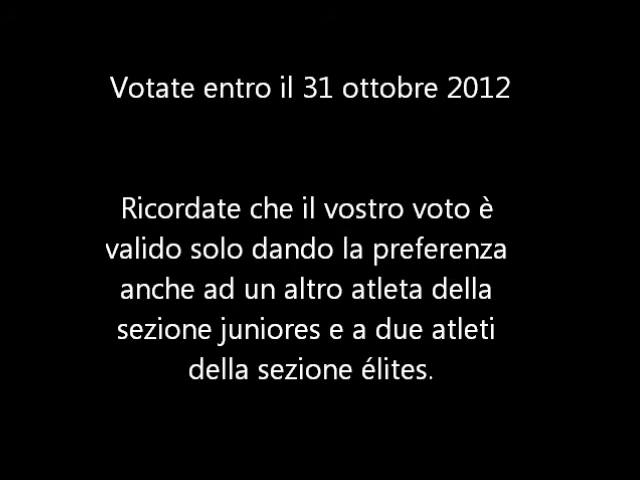 Votate entro il 31 ottobre 2012
Ricordate che il vostro voto è
valido solo dando la preferenza
anche ad un altro atleta della
sezione juniores e a due atleti
della sezione élites.